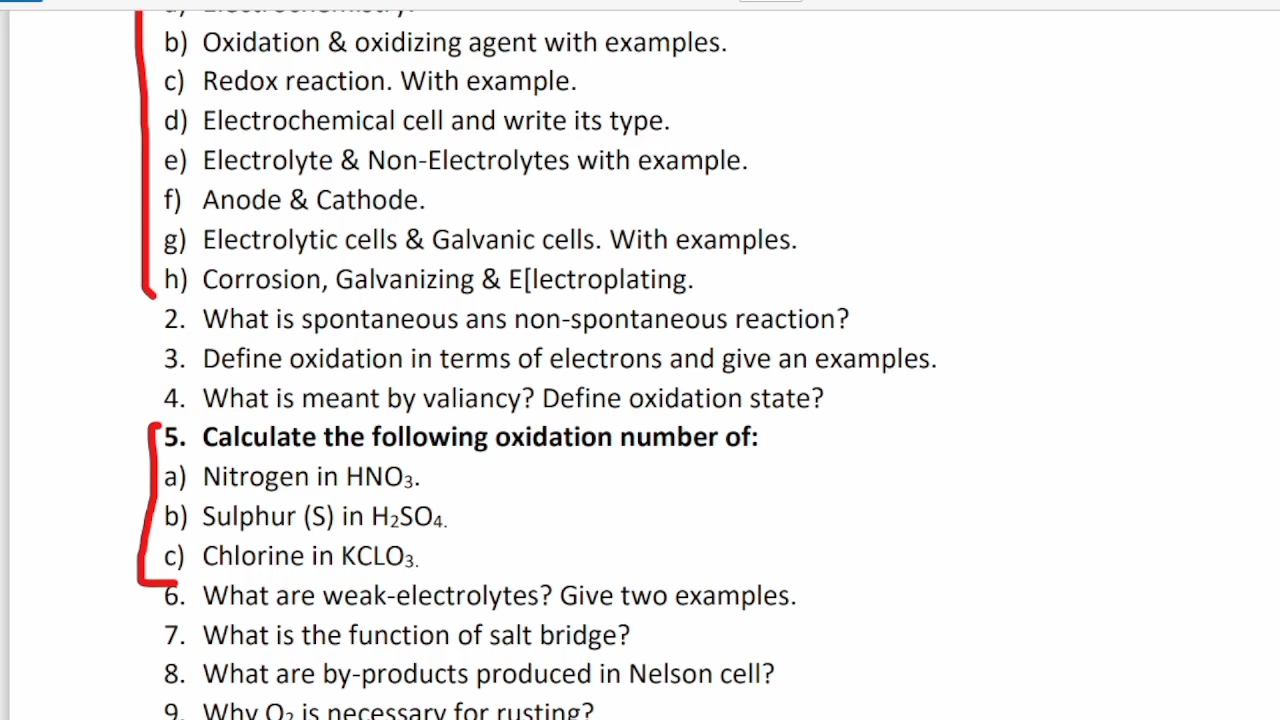 b) Oxidation & oxidizing agent with examples.
c) Redox reaction. With example.
d) Electrochemical cell and write its type.
e) Electrolyte & Non-Electrolytes with example.
f) Anode & Cathode.
g) Electrolytic cells & Galvanic cells. With examples.
h) Corrosion, Galvanizing & E[lectroplating.
2. What is spontaneous ans non-spontaneous reaction?
3. Define oxidation in terms of electrons and give an examples.
4. What is meant by valiancy? Define oxidation state?
5. Calculate the following oxidation number of:
a) Nitrogen in HNO₃.
b) Sulphur (S) in H₂SO₄.
c) Chlorine in KCLO₃.
6. What are weak-electrolytes? Give two examples.
7. What is the function of salt bridge?
8. What are by-products produced in Nelson cell?
9. Why O₂ is necessary for rusting?